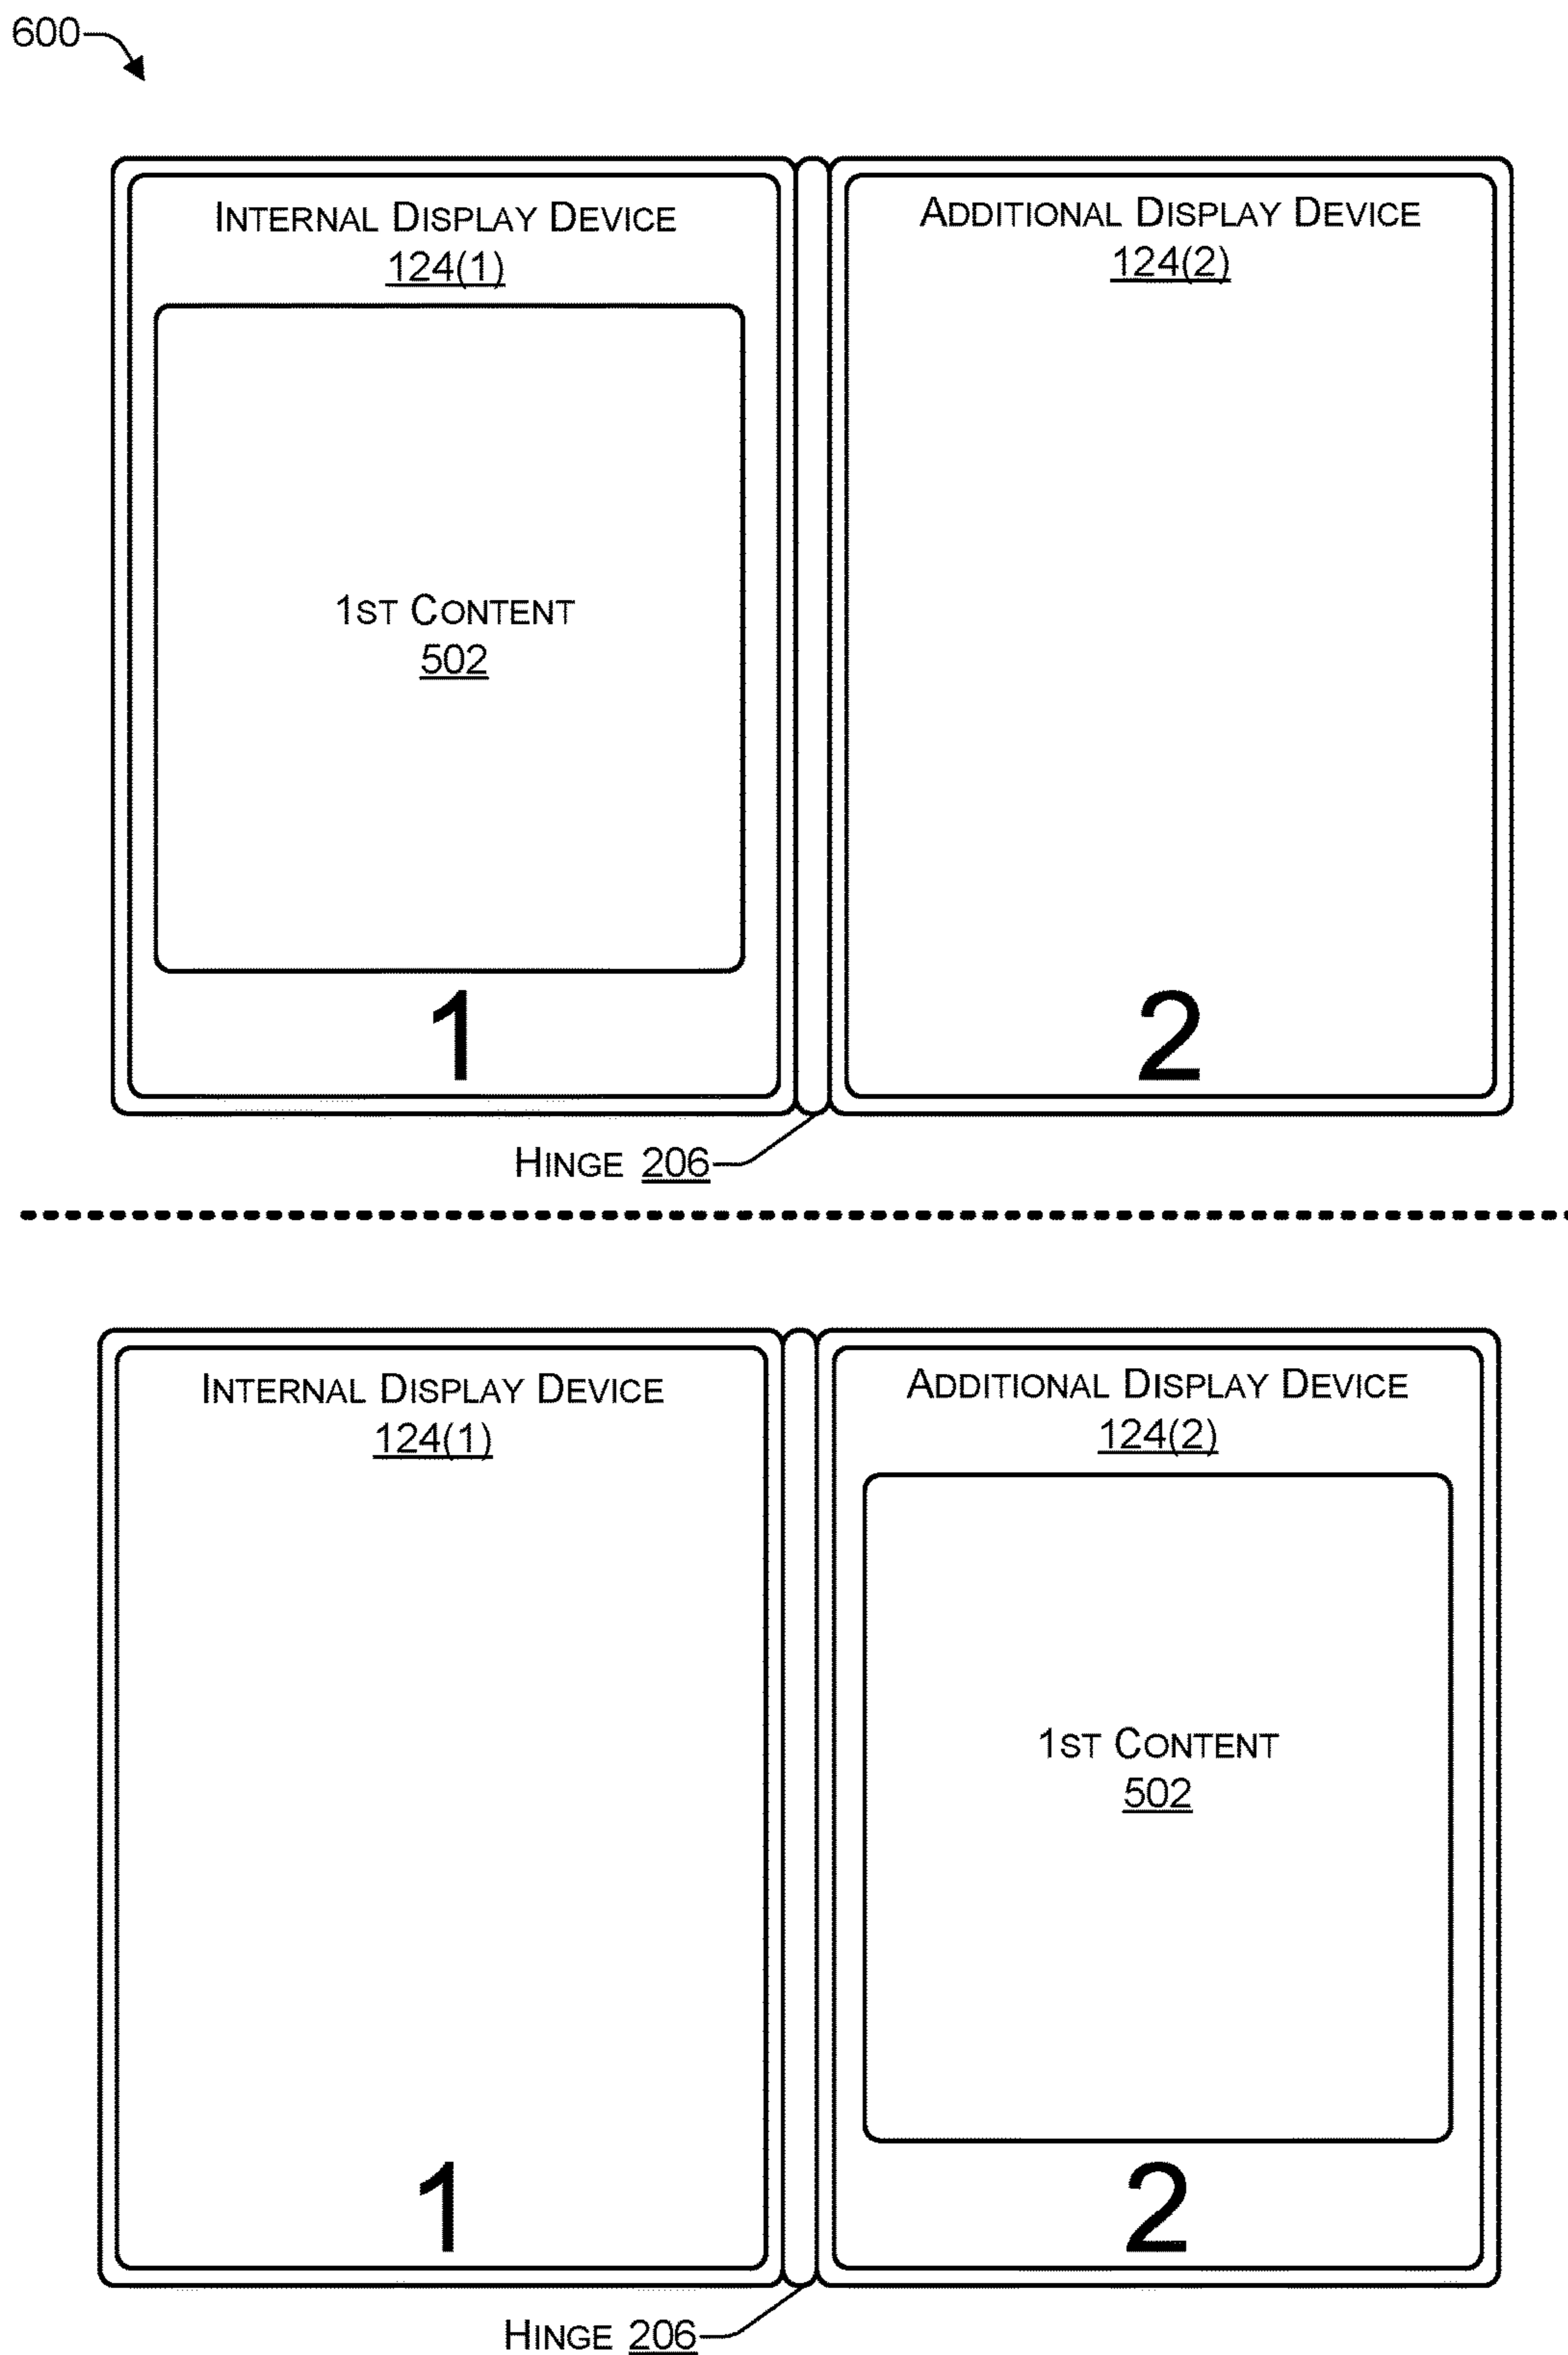 600
Internal Display Device
124(1)
Additional Display Device
124(2)
1st Content
502
1
2
Hinge 206
Internal Display Device
124(1)
Additional Display Device
124(2)
1st Content
502
1
2
Hinge 206